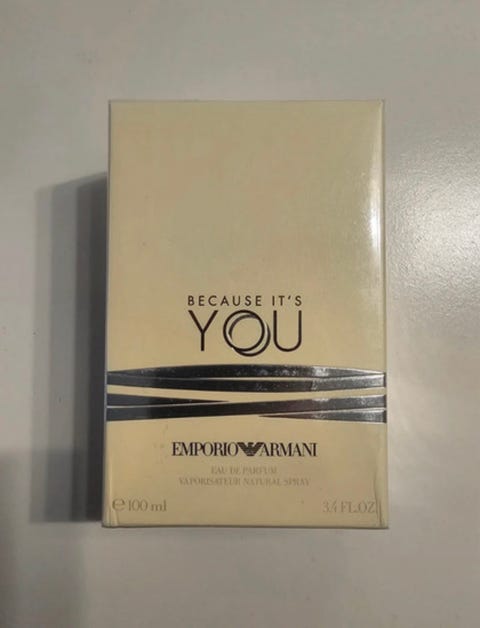 BECAUSE IT'S
YOU
EMPORIO ARMANI
EAU DE PARFUM
VAPORISATEUR NATURAL SPRAY
℮ 100 ml 3.4 FL.OZ